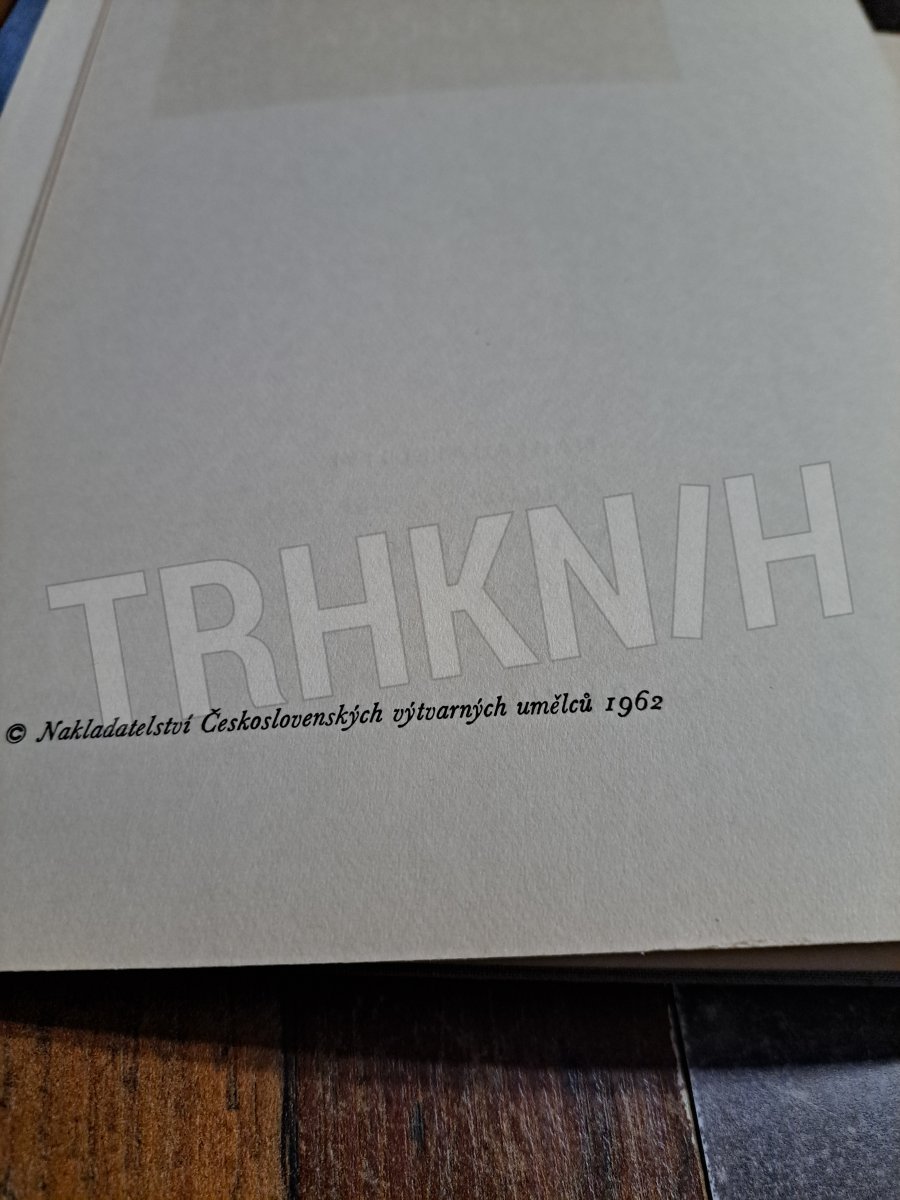 TRHKNIH
© Nakladatelství Československých výtvarných umělců 1962